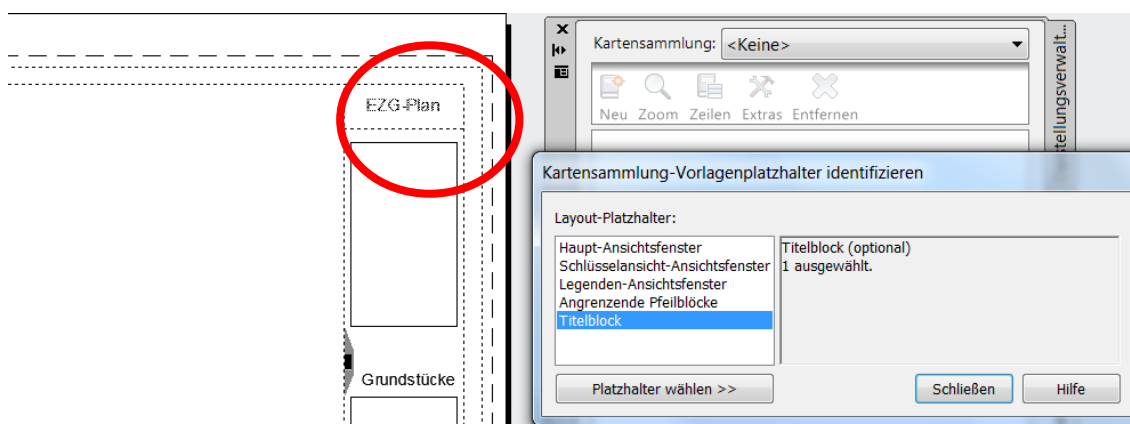 EZG-Plan
Grundstücke
Kartensammlung: <Keine>
Neu Zoom Zeilen Extras Entfernen
stellungsverwalt...
Kartensammlung-Vorlagenplatzhalter identifizieren
Layout-Platzhalter:
Haupt-Ansichtsfenster
Schlüsselansicht-Ansichtsfenster
Legenden-Ansichtsfenster
Angrenzende Pfeilblöcke
Titelblock
Titelblock (optional)
1 ausgewählt.
Platzhalter wählen >>
Schließen
Hilfe